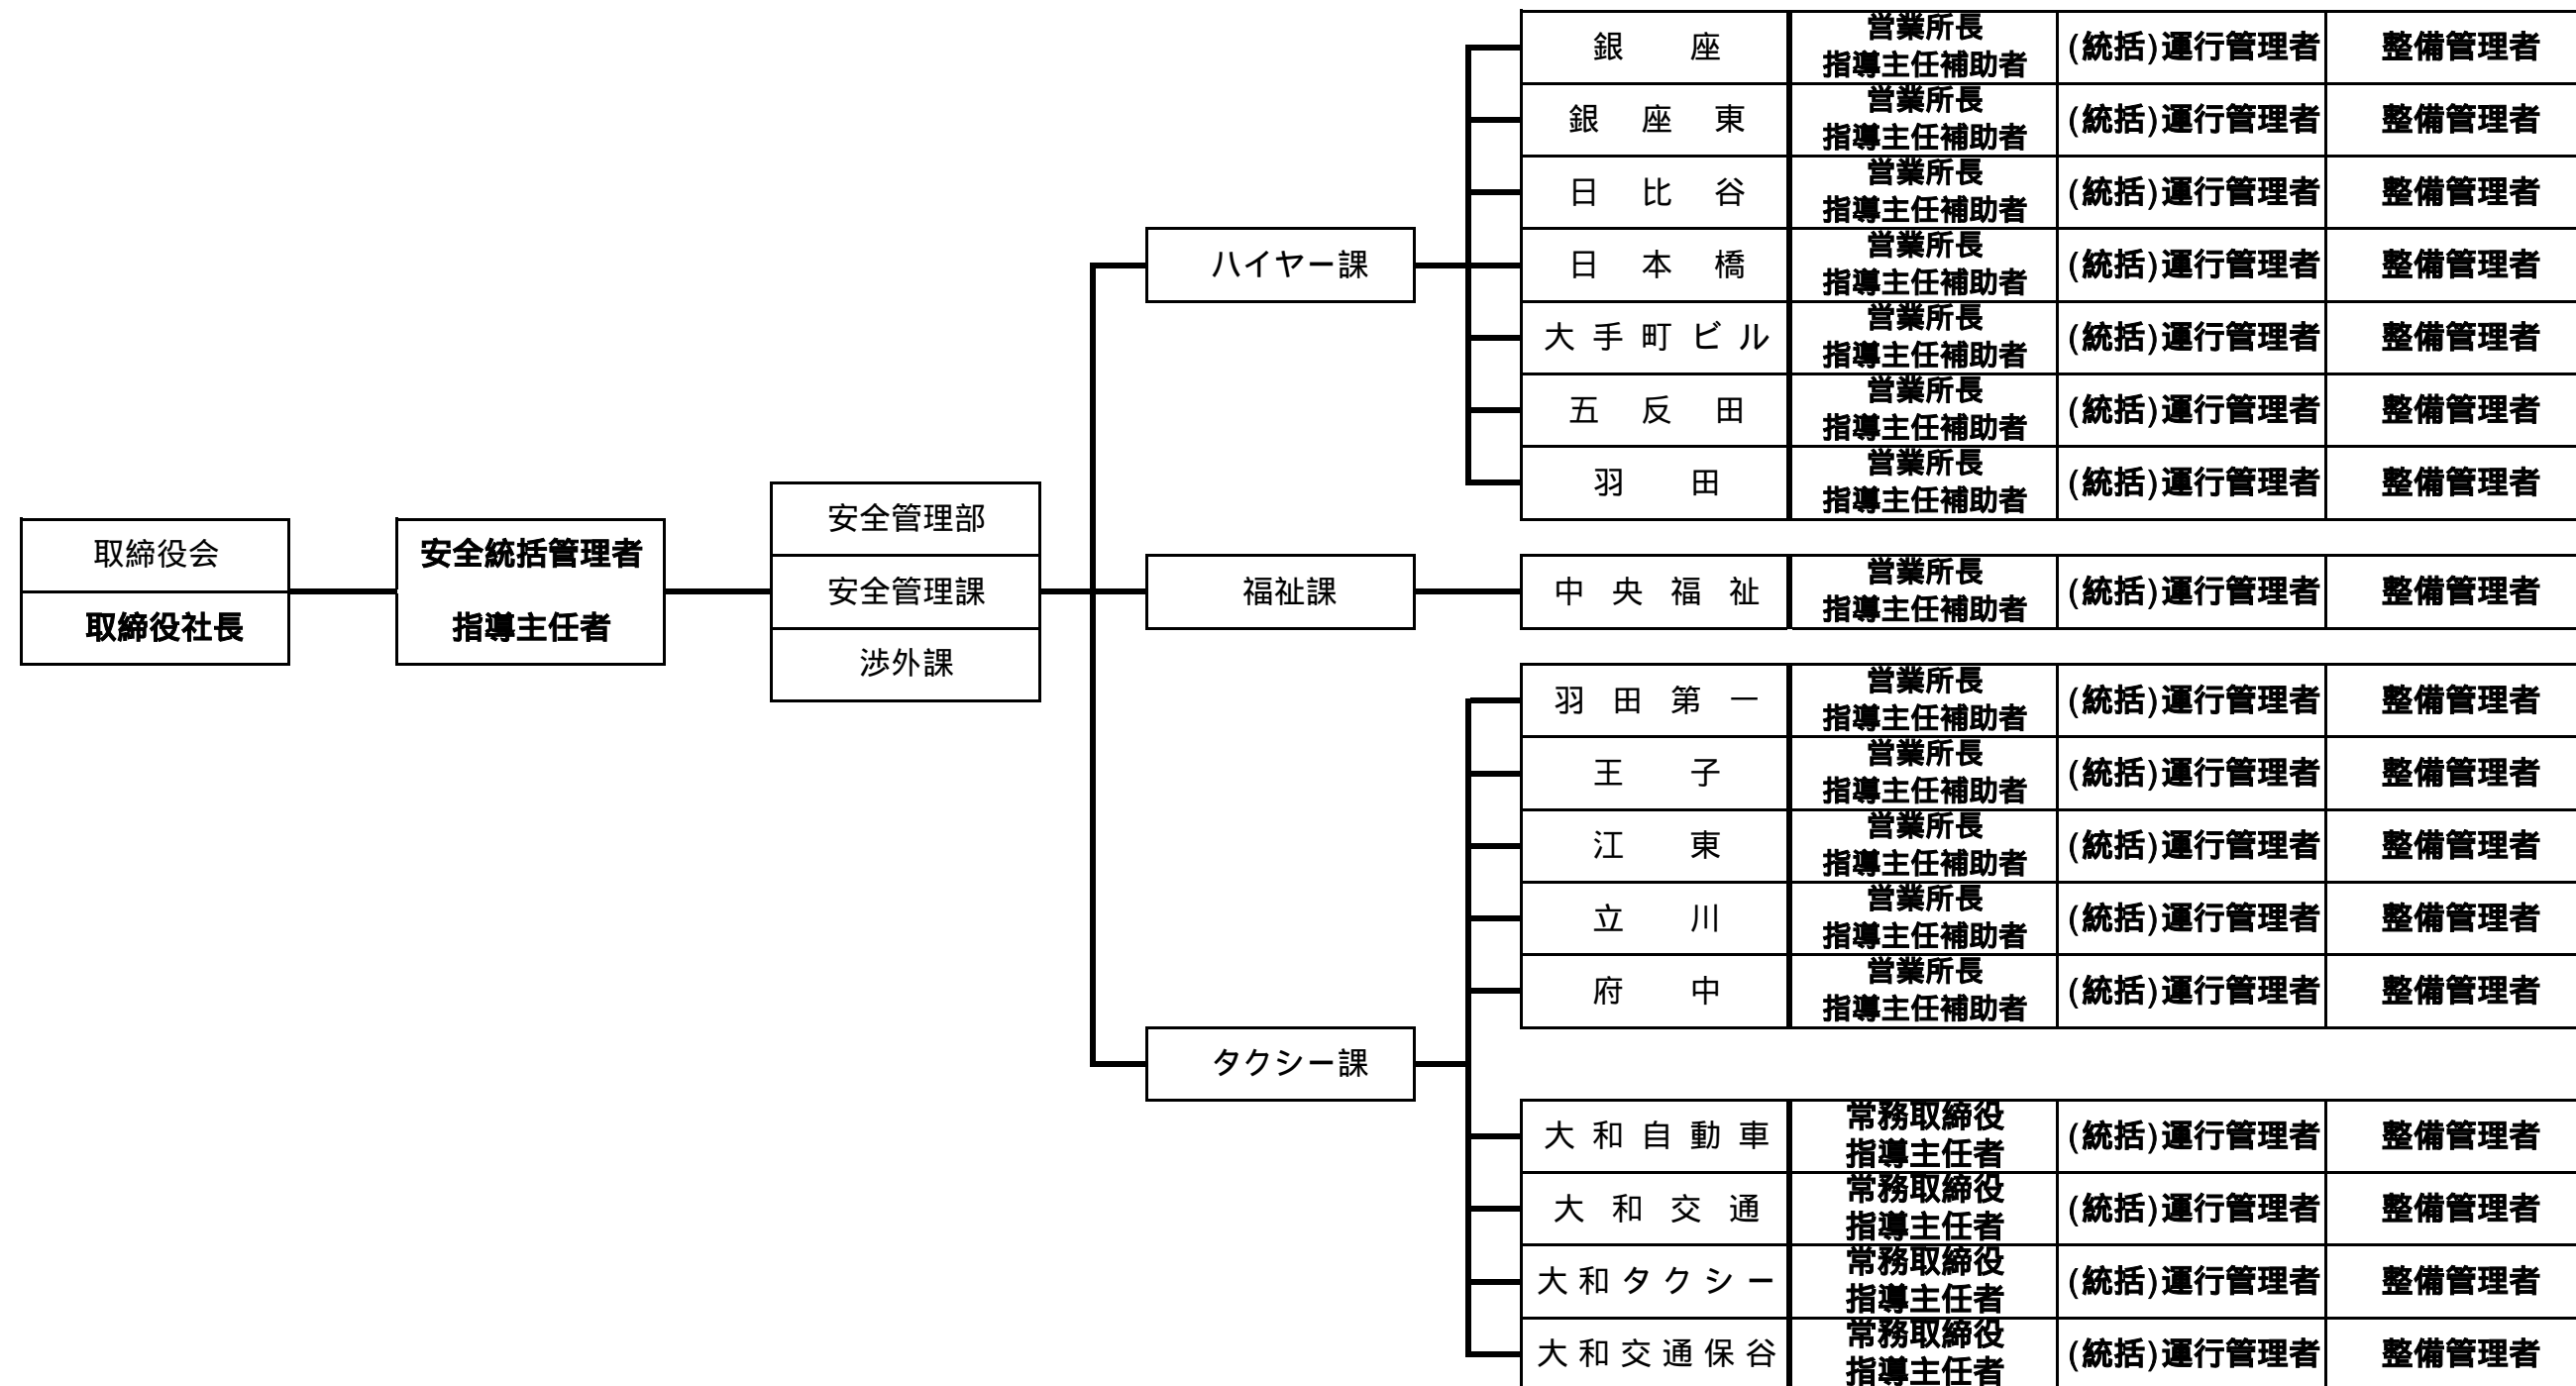 取締役会
取締役社長
安全統括管理者
指導主任者
安全管理部
安全管理課
渉外課
ハイヤー課
銀座
営業所長
指導主任補助者
(統括)運行管理者
整備管理者
銀座東
営業所長
指導主任補助者
(統括)運行管理者
整備管理者
日比谷
営業所長
指導主任補助者
(統括)運行管理者
整備管理者
日本橋
営業所長
指導主任補助者
(統括)運行管理者
整備管理者
大手町ビル
営業所長
指導主任補助者
(統括)運行管理者
整備管理者
五反田
営業所長
指導主任補助者
(統括)運行管理者
整備管理者
羽田
営業所長
指導主任補助者
(統括)運行管理者
整備管理者
福祉課
中央福祉
営業所長
指導主任補助者
(統括)運行管理者
整備管理者
タクシー課
羽田第一
営業所長
指導主任補助者
(統括)運行管理者
整備管理者
王子
営業所長
指導主任補助者
(統括)運行管理者
整備管理者
江東
営業所長
指導主任補助者
(統括)運行管理者
整備管理者
立川
営業所長
指導主任補助者
(統括)運行管理者
整備管理者
府中
営業所長
指導主任補助者
(統括)運行管理者
整備管理者
大和自動車
常務取締役
指導主任者
(統括)運行管理者
整備管理者
大和交通
常務取締役
指導主任者
(統括)運行管理者
整備管理者
大和タクシー
常務取締役
指導主任者
(統括)運行管理者
整備管理者
大和交通保谷
常務取締役
指導主任者
(統括)運行管理者
整備管理者